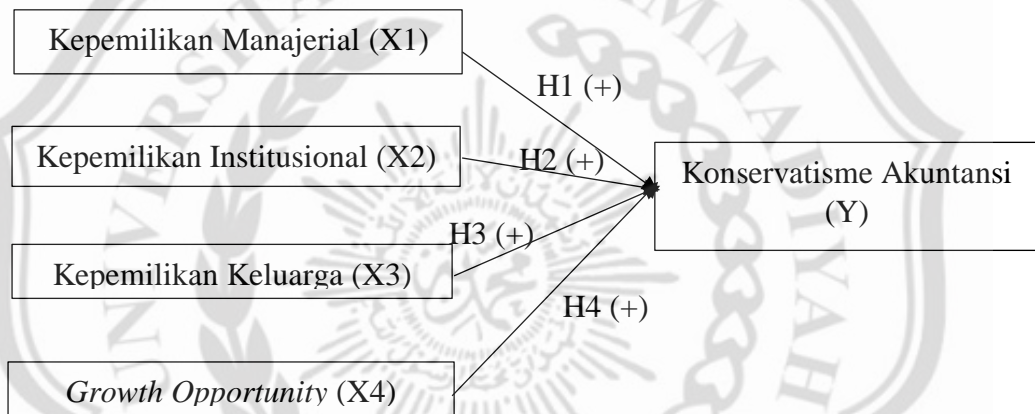 Kepemilikan Manajerial (X1)
H1 (+)
Kepemilikan Institusional (X2)
H2 (+)
Konservatisme Akuntansi
(Y)
H3 (+)
Kepemilikan Keluarga (X3)
H4 (+)
Growth Opportunity (X4)